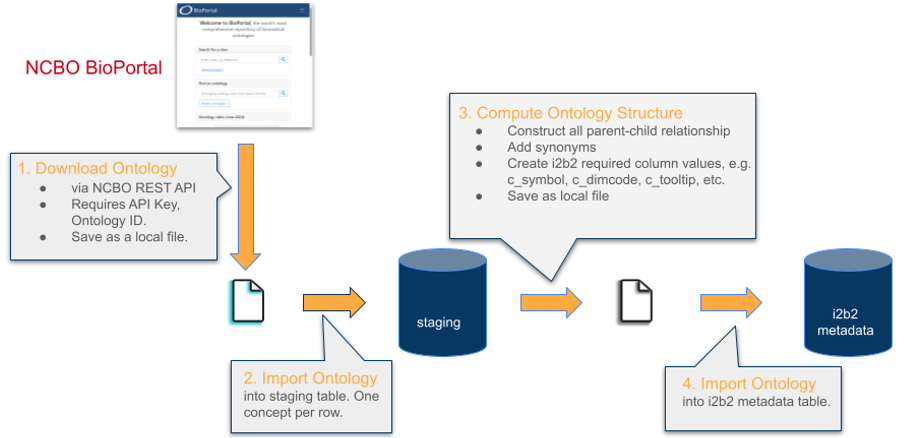 BioPortal
Welcome to BioPortal, the world's most
comprehensive repository of biomedical
ontologies
Search for a class
Find an ontology
NCBO BioPortal
1. Download Ontology
● via NCBO REST API
● Requires API Key,
Ontology ID.
● Save as a local file.
3. Compute Ontology Structure
● Construct all parent-child relationship
● Add synonyms
● Create i2b2 required column values, e.g.
c_symbol, c_dimcode, c_tooltip, etc.
● Save as local file
staging
i2b2
metadata
2. Import Ontology
into staging table. One
concept per row.
4. Import Ontology
into i2b2 metadata table.